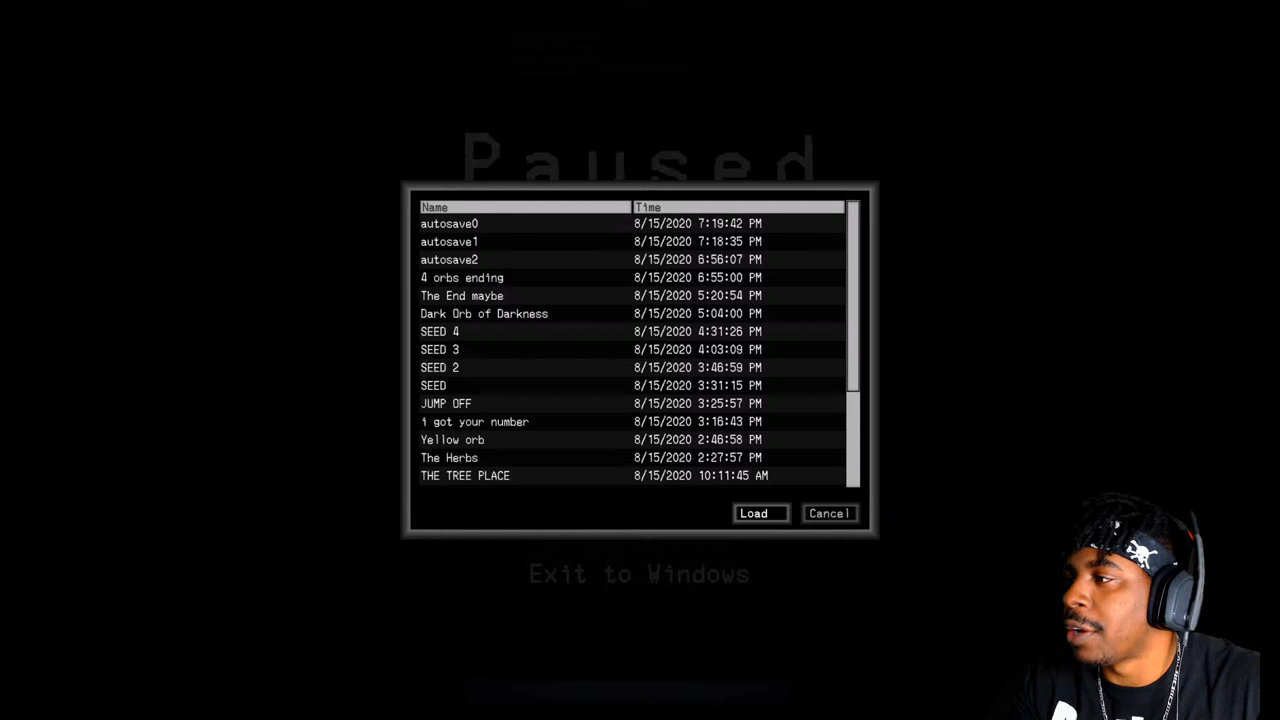 Paused
Name Time
autosave0 8/15/2020 7:19:42 PM
autosave1 8/15/2020 7:18:35 PM
autosave2 8/15/2020 6:56:07 PM
4 orbs ending 8/15/2020 6:55:00 PM
The End maybe 8/15/2020 5:20:54 PM
Dark Orb of Darkness 8/15/2020 5:04:00 PM
SEED 4 8/15/2020 4:31:26 PM
SEED 3 8/15/2020 4:03:09 PM
SEED 2 8/15/2020 3:46:59 PM
SEED 8/15/2020 3:31:15 PM
JUMP OFF 8/15/2020 3:25:57 PM
i got your number 8/15/2020 3:16:43 PM
Yellow orb 8/15/2020 2:46:58 PM
The Herbs 8/15/2020 2:27:57 PM
THE TREE PLACE 8/15/2020 10:11:45 AM
Load Cancel
Exit to Windows